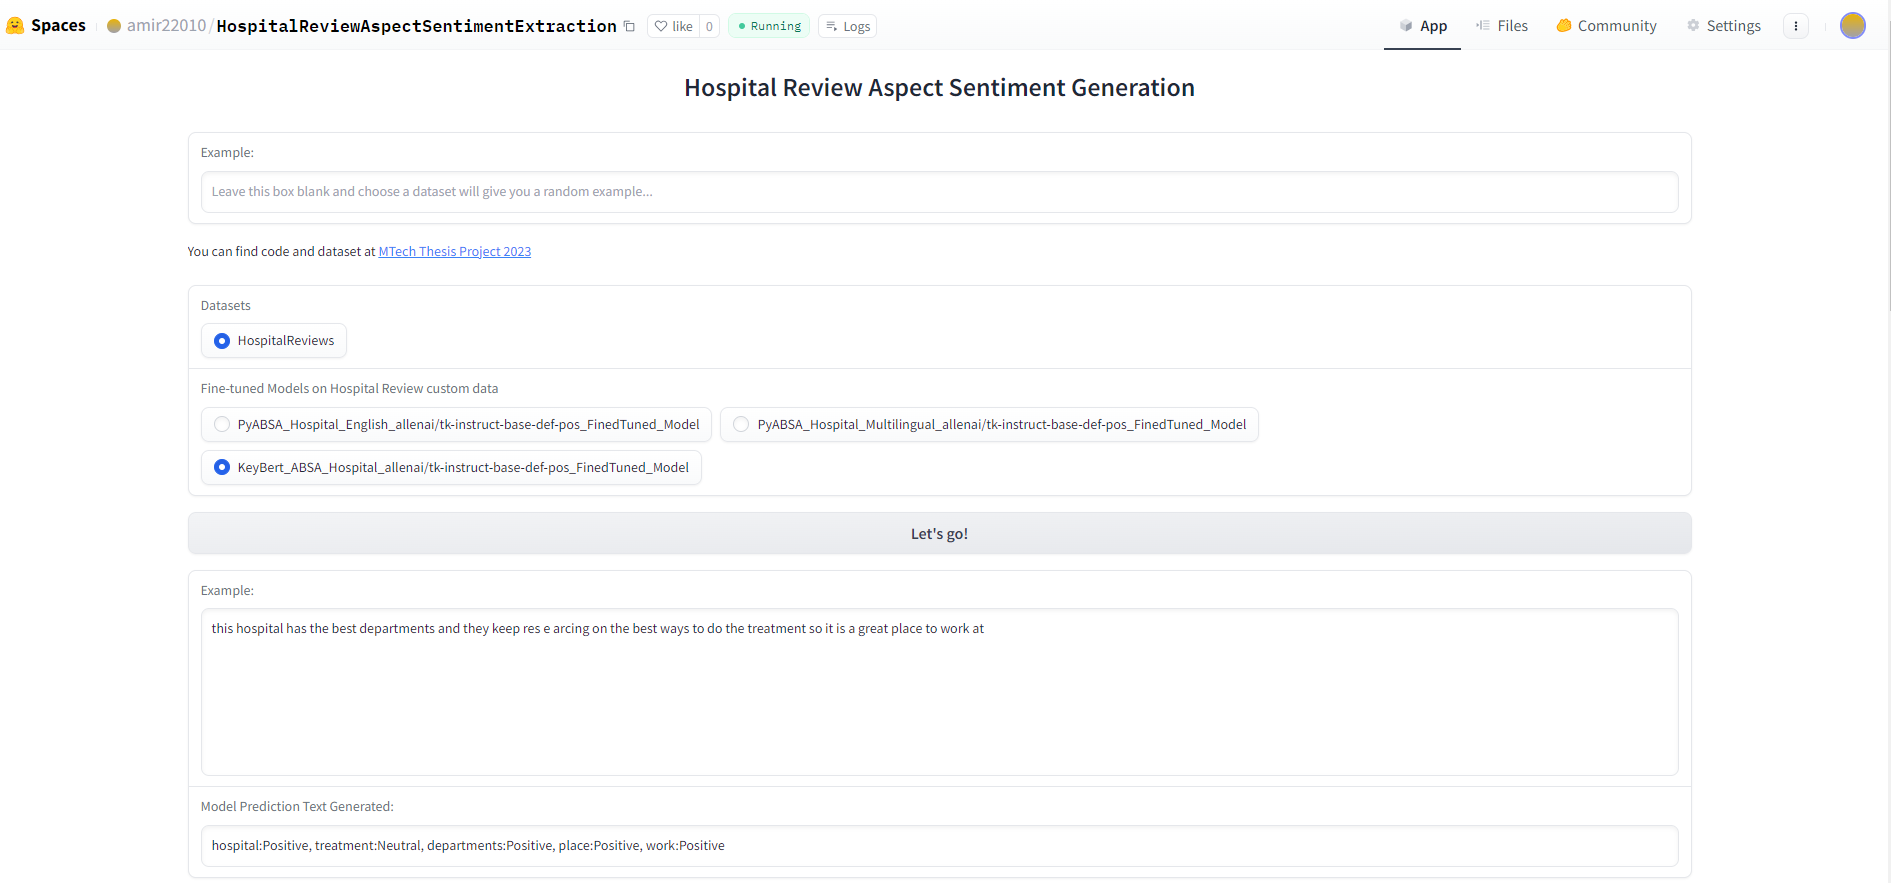 Spaces amir22010/HospitalReviewAspectSentimentExtraction like 0 Running Logs App Files Community Settings
Hospital Review Aspect Sentiment Generation
Example:
Leave this box blank and choose a dataset will give you a random example...
You can find code and dataset at MTech Thesis Project 2023
Datasets
HospitalReviews
Fine-tuned Models on Hospital Review custom data
PyABSA_Hospital_English_allenai/tk-instruct-base-def-pos_FinedTuned_Model PyABSA_Hospital_Multilingual_allenai/tk-instruct-base-def-pos_FinedTuned_Model
KeyBert_ABSA_Hospital_allenai/tk-instruct-base-def-pos_FinedTuned_Model
Let's go!
Example:
this hospital has the best departments and they keep res e arcing on the best ways to do the treatment so it is a great place to work at
Model Prediction Text Generated:
hospital:Positive, treatment:Neutral, departments:Positive, place:Positive, work:Positive